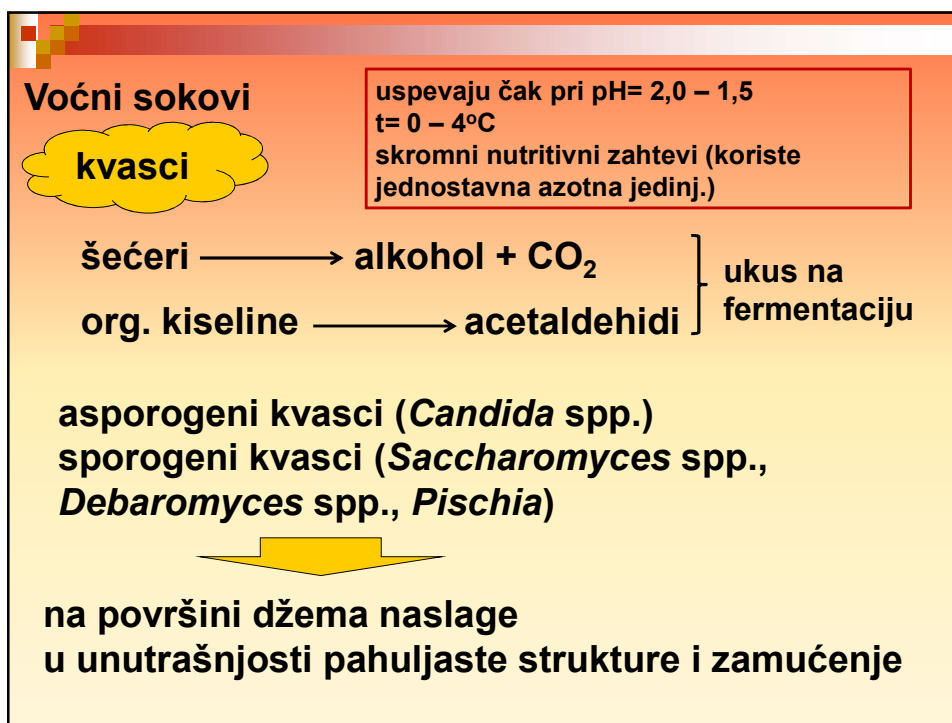 Voćni sokovi
kvasci
uspevaju čak pri pH= 2,0 – 1,5
t= 0 – 4°C
skromni nutritivni zahtevi (koriste
jednostavna azotna jedinj.)
šećeri → alkohol + CO₂
org. kiseline → acetaldehidi
ukus na
fermentaciju
asporogeni kvasci (Candida spp.)
sporogeni kvasci (Saccharomyces spp.,
Debaromyces spp., Pischia)
na površini džema naslage
u unutrašnjosti pahuljaste strukture i zamućenje